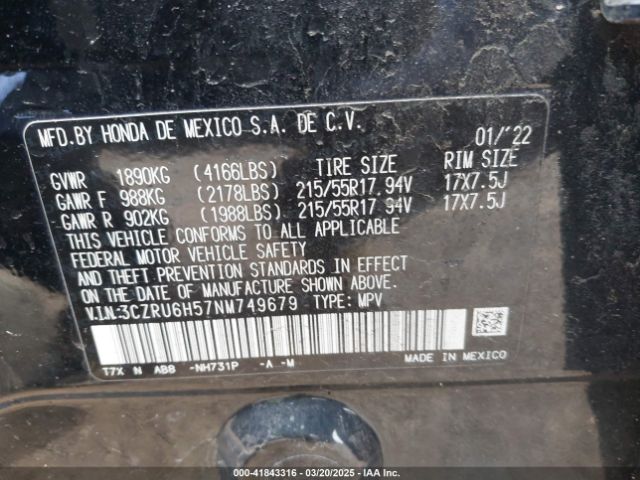 MFD.BY HONDA DE MEXICO S.A. DE C.V. 01/'22
GVWR 1890KG (4166LBS) TIRE SIZE RIM SIZE
GAWR F 988KG (2178LBS) 215/55R17 94V 17X7.5J
GAWR R 902KG (1988LBS) 215/55R17 94V 17X7.5J
THIS VEHICLE CONFORMS TO ALL APPLICABLE
FEDERAL MOTOR VEHICLE SAFETY
AND THEFT PREVENTION STANDARDS IN EFFECT
ON THE DATE OF MANUFACTURE SHOWN ABOVE.
V.I.N.3CZRU6H57NM749679 TYPE: MPV
T7X N ABB -NH731P -A -M MADE IN MEXICO
000-41843316 - 03/20/2025 - IAA Inc.